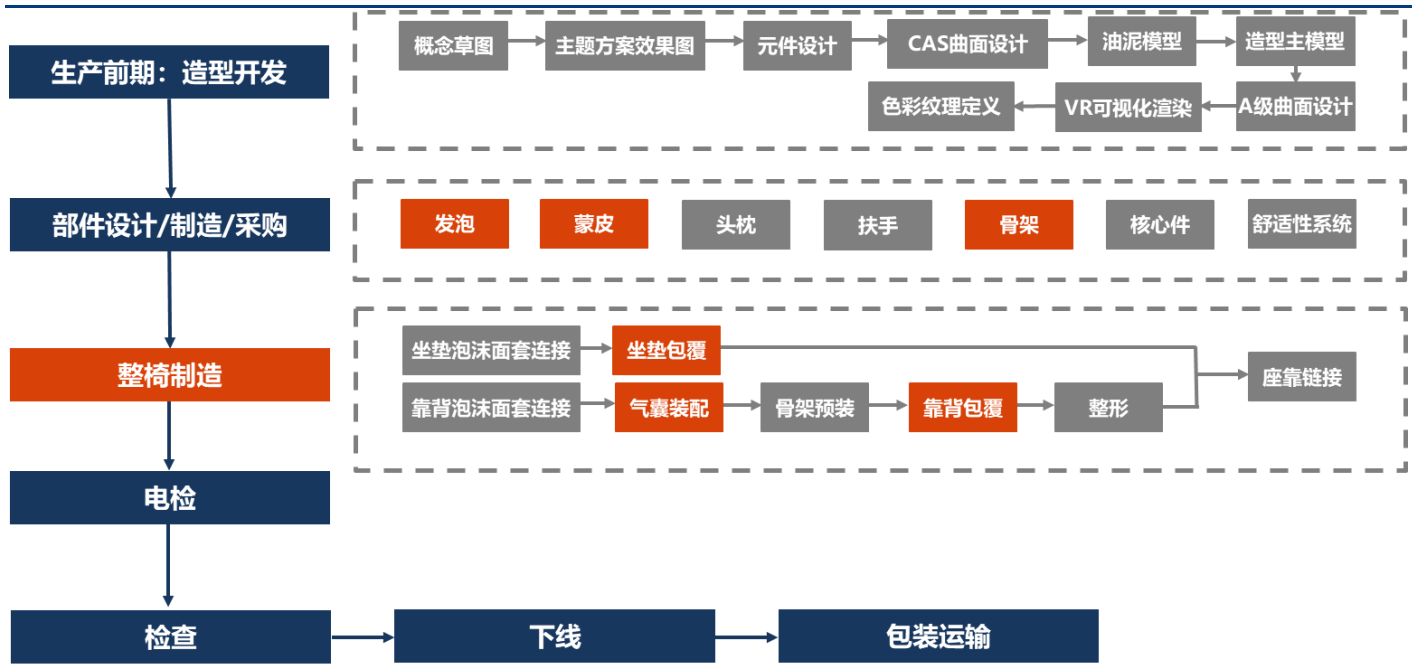 生产前期：造型开发
概念草图
主题方案效果图
元件设计
CAS曲面设计
油泥模型
造型主模型
色彩纹理定义
VR可视化渲染
A级曲面设计
部件设计/制造/采购
发泡
蒙皮
头枕
扶手
骨架
核心件
舒适性系统
整椅制造
坐垫泡沫面套连接
坐垫包覆
座靠链接
靠背泡沫面套连接
气囊装配
骨架预装
靠背包覆
整形
电检
检查
下线
包装运输